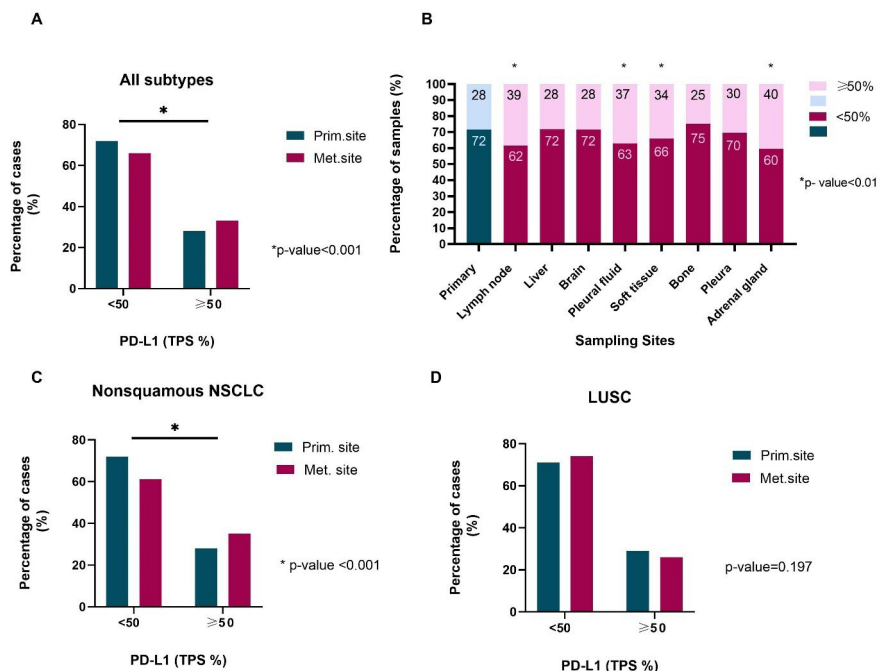 A
All subtypes
*
80
60
40
20
0
Percentage of cases
(%)
<50
≥50
PD-L1 (TPS %)
Prim.site
Met.site
*p-value<0.001
B
* * * *
100
90
80
70
60
50
40
30
20
10
0
Percentage of samples (%)
28 39 28 28 37 34 25 30 40
72 62 72 72 63 66 75 70 60
Primary
Lymph node
Liver
Brain
Pleural fluid
Soft tissue
Bone
Pleura
Adrenal gland
Sampling Sites
≥50%
<50%
*p- value<0.01
C
Nonsquamous NSCLC
*
80
60
40
20
0
Percentage of cases
(%)
<50
≥50
PD-L1 (TPS %)
Prim. site
Met. site
* p-value <0.001
D
LUSC
80
60
40
20
0
Percentage of cases
(%)
<50
≥50
PD-L1 (TPS %)
Prim.site
Met.site
p-value=0.197